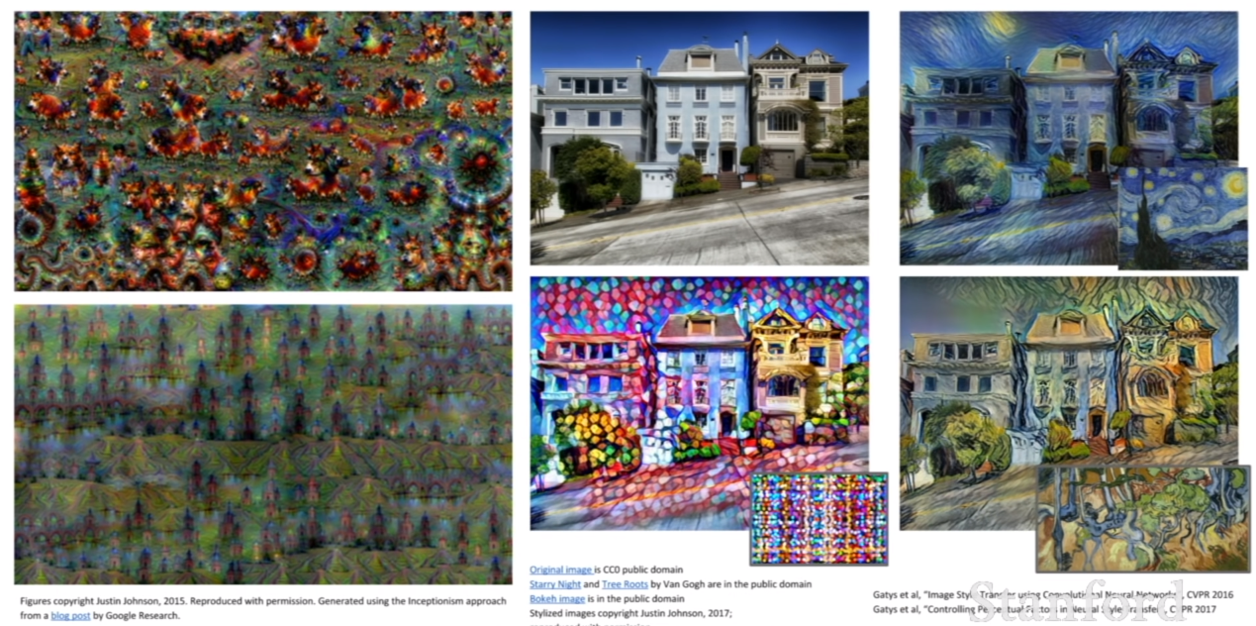 Figures copyright Justin Johnson, 2015. Reproduced with permission. Generated using the Inceptionism approach
from a blog post by Google Research.
Original image is CC0 public domain
Starry Night and Tree Roots by Van Gogh are in the public domain
Bokeh image is in the public domain
Stylized images copyright Justin Johnson, 2017;
reproduced with permission
Gatys et al, "Image Style Transfer using Convolutional Neural Networks", CVPR 2016
Gatys et al, "Controlling Perceptual Factors in Neural Style Transfer", CVPR 2017
Stanford